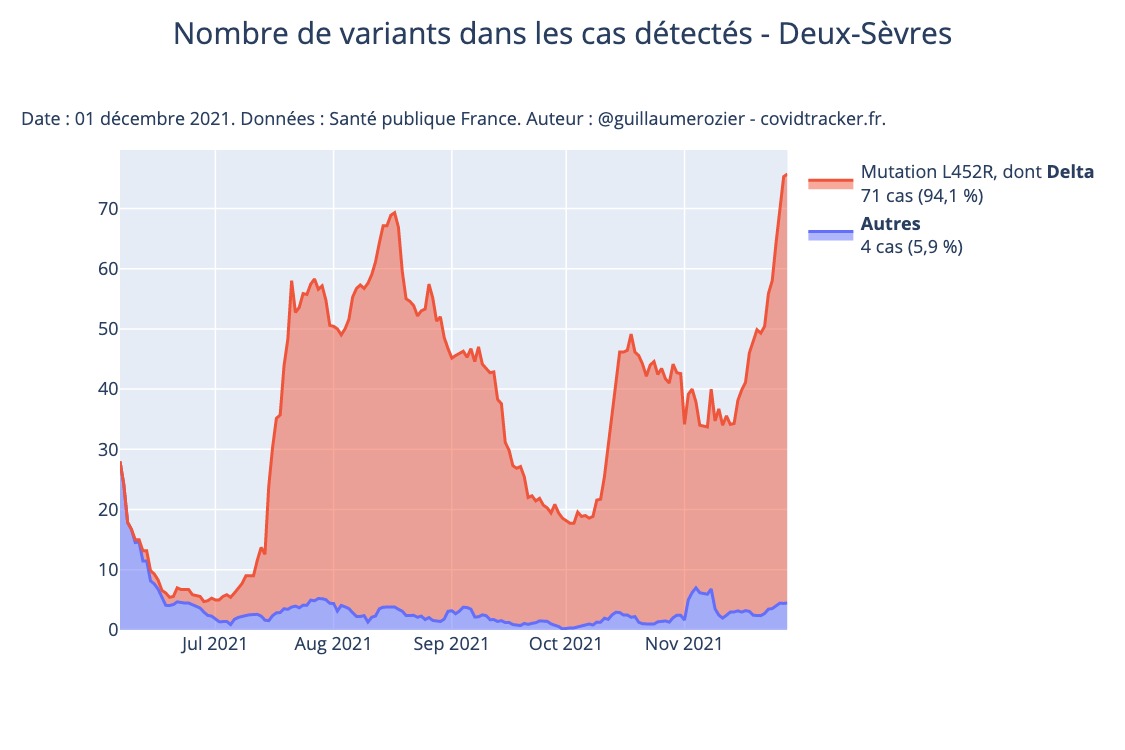 Nombre de variants dans les cas détectés - Deux-Sèvres
Date : 01 décembre 2021. Données : Santé publique France. Auteur : @guillaumerozier - covidtracker.fr.
Mutation L452R, dont Delta
71 cas (94,1 %)
Autres
4 cas (5,9 %)
70
60
50
40
30
20
10
0
Jul 2021 Aug 2021 Sep 2021 Oct 2021 Nov 2021